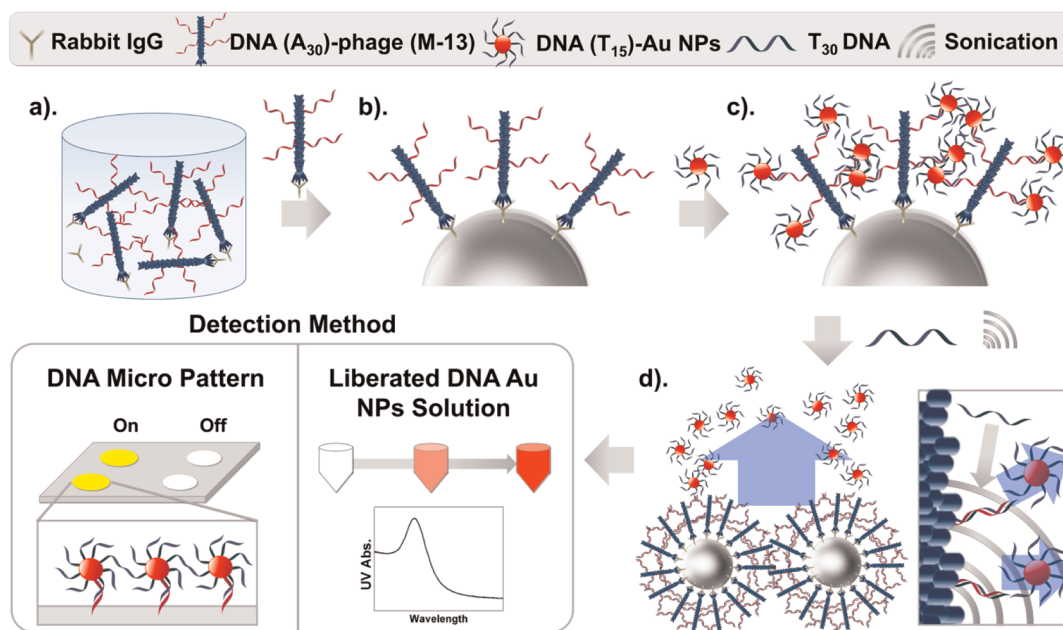 Rabbit IgG DNA (A30)-phage (M-13) DNA (T15)-Au NPs T30 DNA Sonication
a).
b).
c).
Detection Method
DNA Micro Pattern
On Off
Liberated DNA Au
NPs Solution
UV Abs.
Wavelength
d).